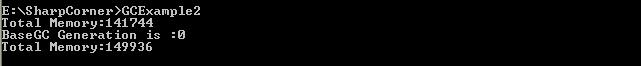 E:\SharpCorner>GCExample2
Total Memory:141744
BaseGC Generation is :0
Total Memory:149936